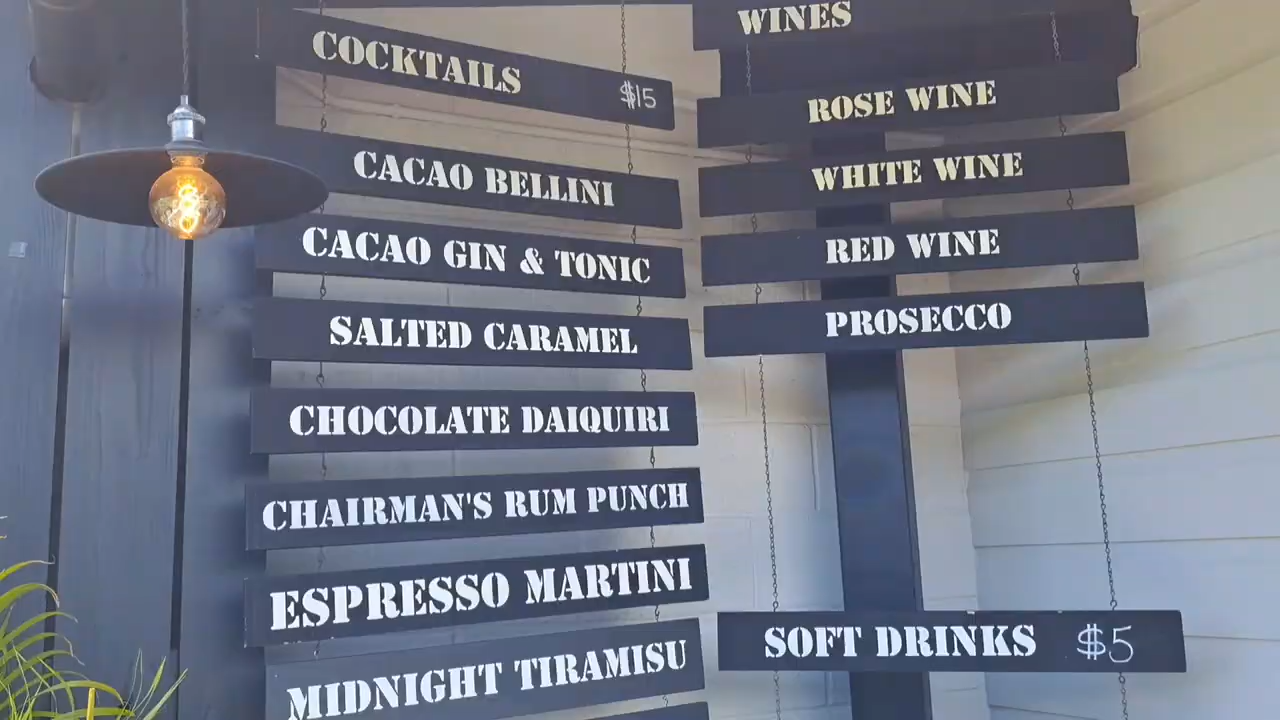 COCKTAILS $15
CACAO BELLINI
CACAO GIN & TONIC
SALTED CARAMEL
CHOCOLATE DAIQUIRI
CHAIRMAN'S RUM PUNCH
ESPRESSO MARTINI
MIDNIGHT TIRAMISU
WINES
ROSE WINE
WHITE WINE
RED WINE
PROSECCO
SOFT DRINKS $5